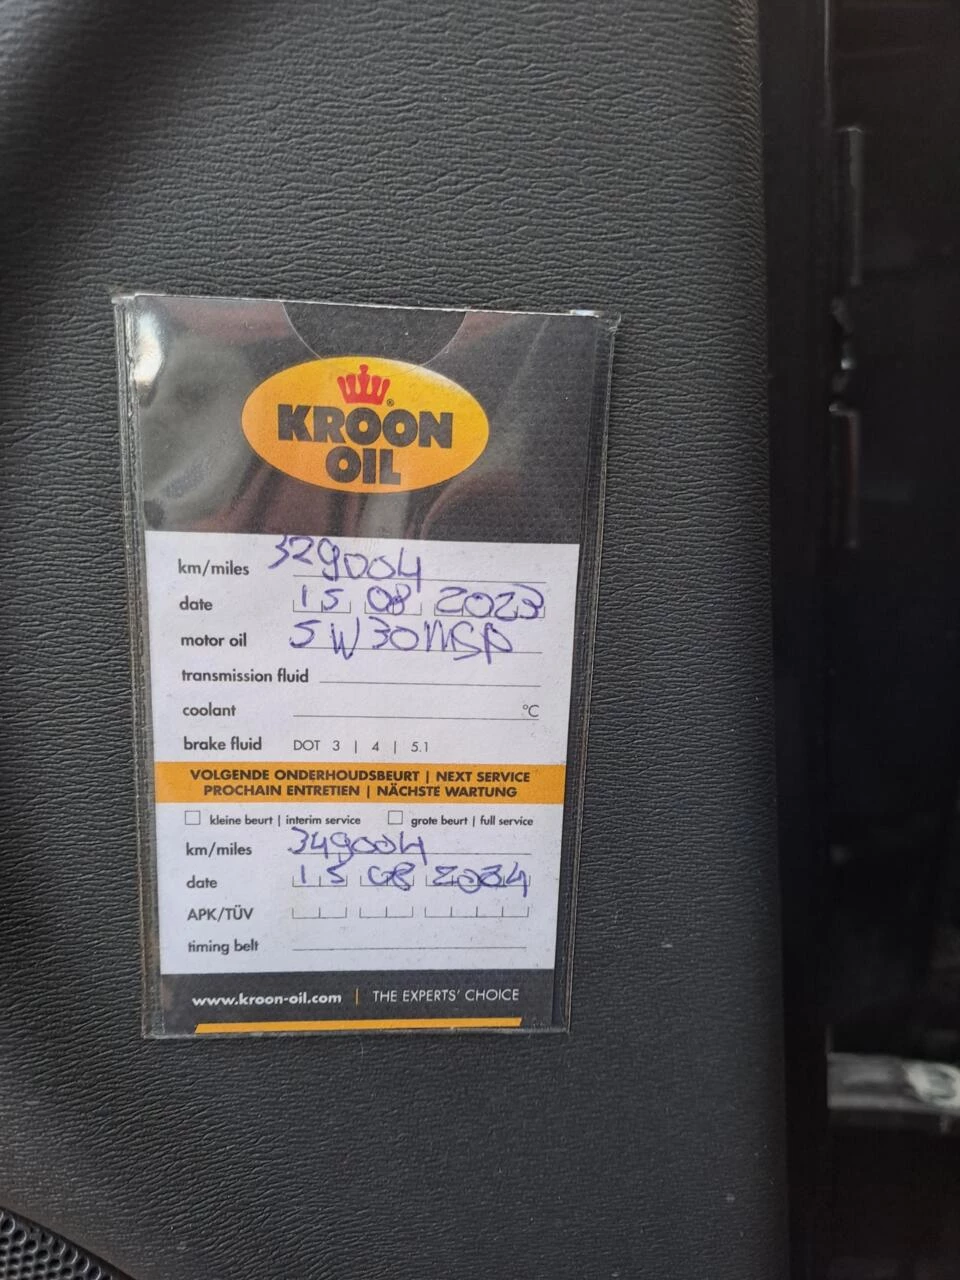 KROON
OIL
km/miles 329004
date 15 08 2023
motor oil 5W30 MSP
transmission fluid
coolant °C
brake fluid DOT 3 | 4 | 5.1
VOLGENDE ONDERHOUDSBEURT | NEXT SERVICE
PROCHAIN ENTRETIEN | NÄCHSTE WARTUNG
kleine beurt | interim service grote beurt | full service
km/miles 349004
date 15 08 2024
APK/TÜV
timing belt
www.kroon-oil.com | THE EXPERTS' CHOICE